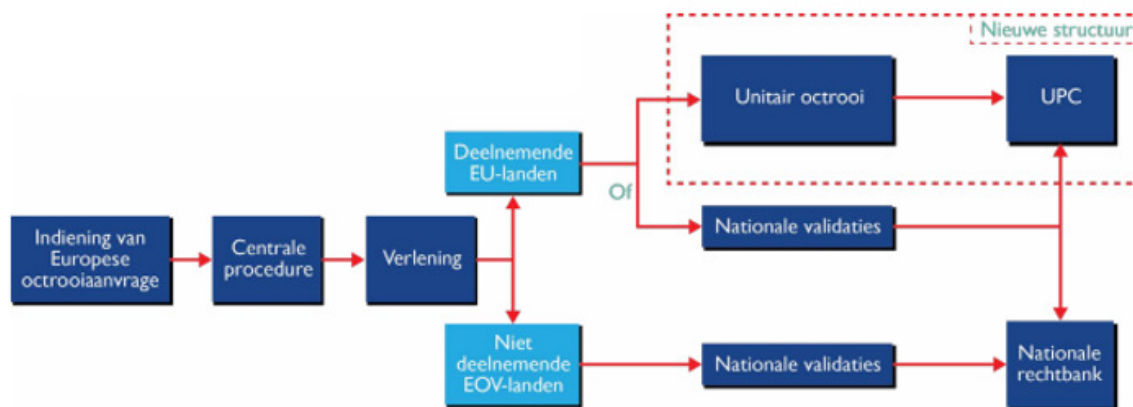 Nieuwe structuur
Unitair octrooi
UPC
Deelnemende
EU-landen
Of
Nationale validaties
Indiening van
Europese
octrooiaanvrage
Centrale
procedure
Verlening
Niet
deelnemende
EOV-landen
Nationale validaties
Nationale
rechtbank